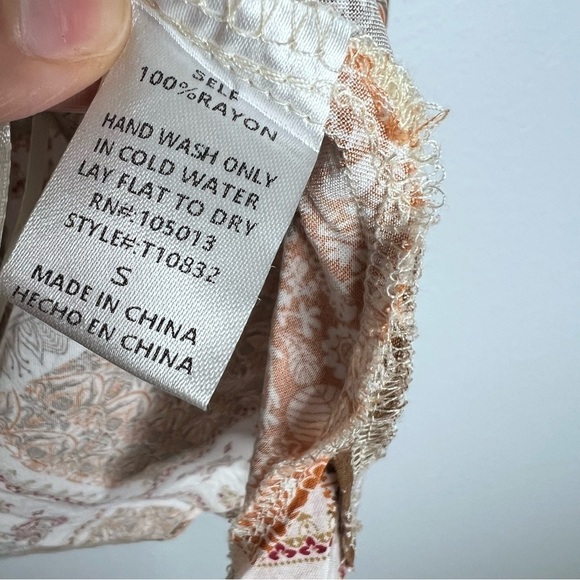 SELF
100%RAYON
HAND WASH ONLY
IN COLD WATER
LAY FLAT TO DRY
RN#:105013
STYLE#:T10832
S
MADE IN CHINA
HECHO EN CHINA